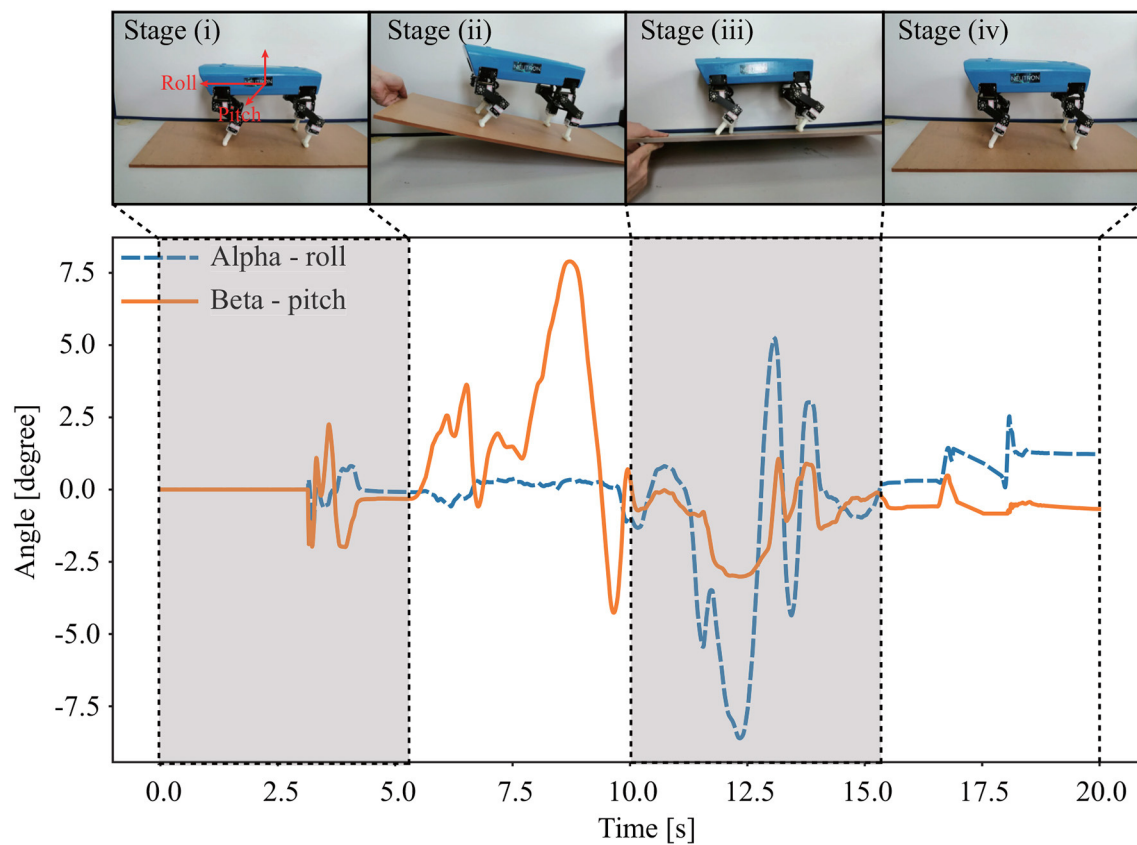 Stage (i)
Stage (ii)
Stage (iii)
Stage (iv)
Roll
Pitch
Alpha - roll
Beta - pitch
7.5
5.0
2.5
0.0
-2.5
-5.0
-7.5
Angle [degree]
0.0
2.5
5.0
7.5
10.0
12.5
15.0
17.5
20.0
Time [s]